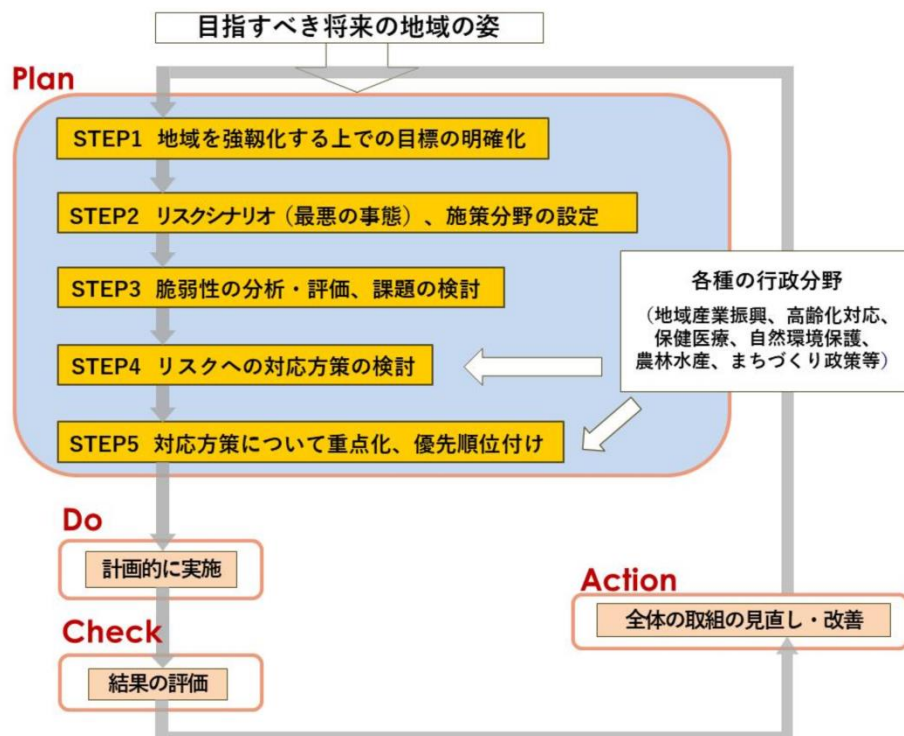 目指すべき将来の地域の姿
Plan
STEP1 地域を強靱化する上での目標の明確化
STEP2 リスクシナリオ（最悪の事態）、施策分野の設定
STEP3 脆弱性の分析・評価、課題の検討
各種の行政分野
（地域産業振興、高齢化対応、
保健医療、自然環境保護、
農林水産、まちづくり政策等）
STEP4 リスクへの対応方策の検討
STEP5 対応方策について重点化、優先順位付け
Do
計画的に実施
Check
結果の評価
Action
全体の取組の見直し・改善